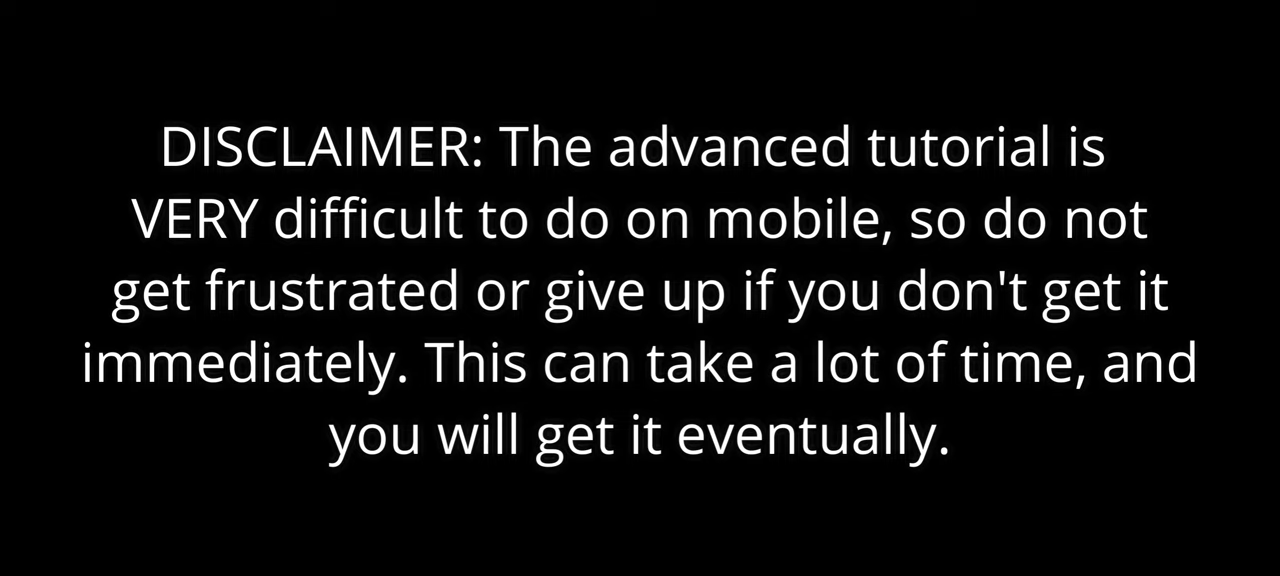 DISCLAIMER: The advanced tutorial is
VERY difficult to do on mobile, so do not
get frustrated or give up if you don't get it
immediately. This can take a lot of time, and
you will get it eventually.